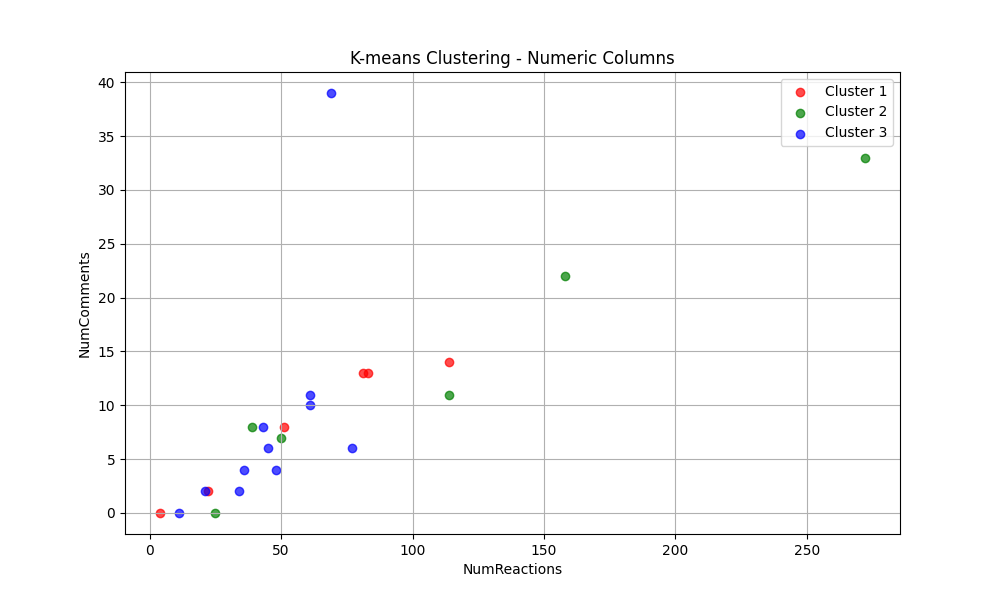 K-means Clustering - Numeric Columns
Cluster 1
Cluster 2
Cluster 3
NumComments
40
35
30
25
20
15
10
5
0
0 50 100 150 200 250
NumReactions